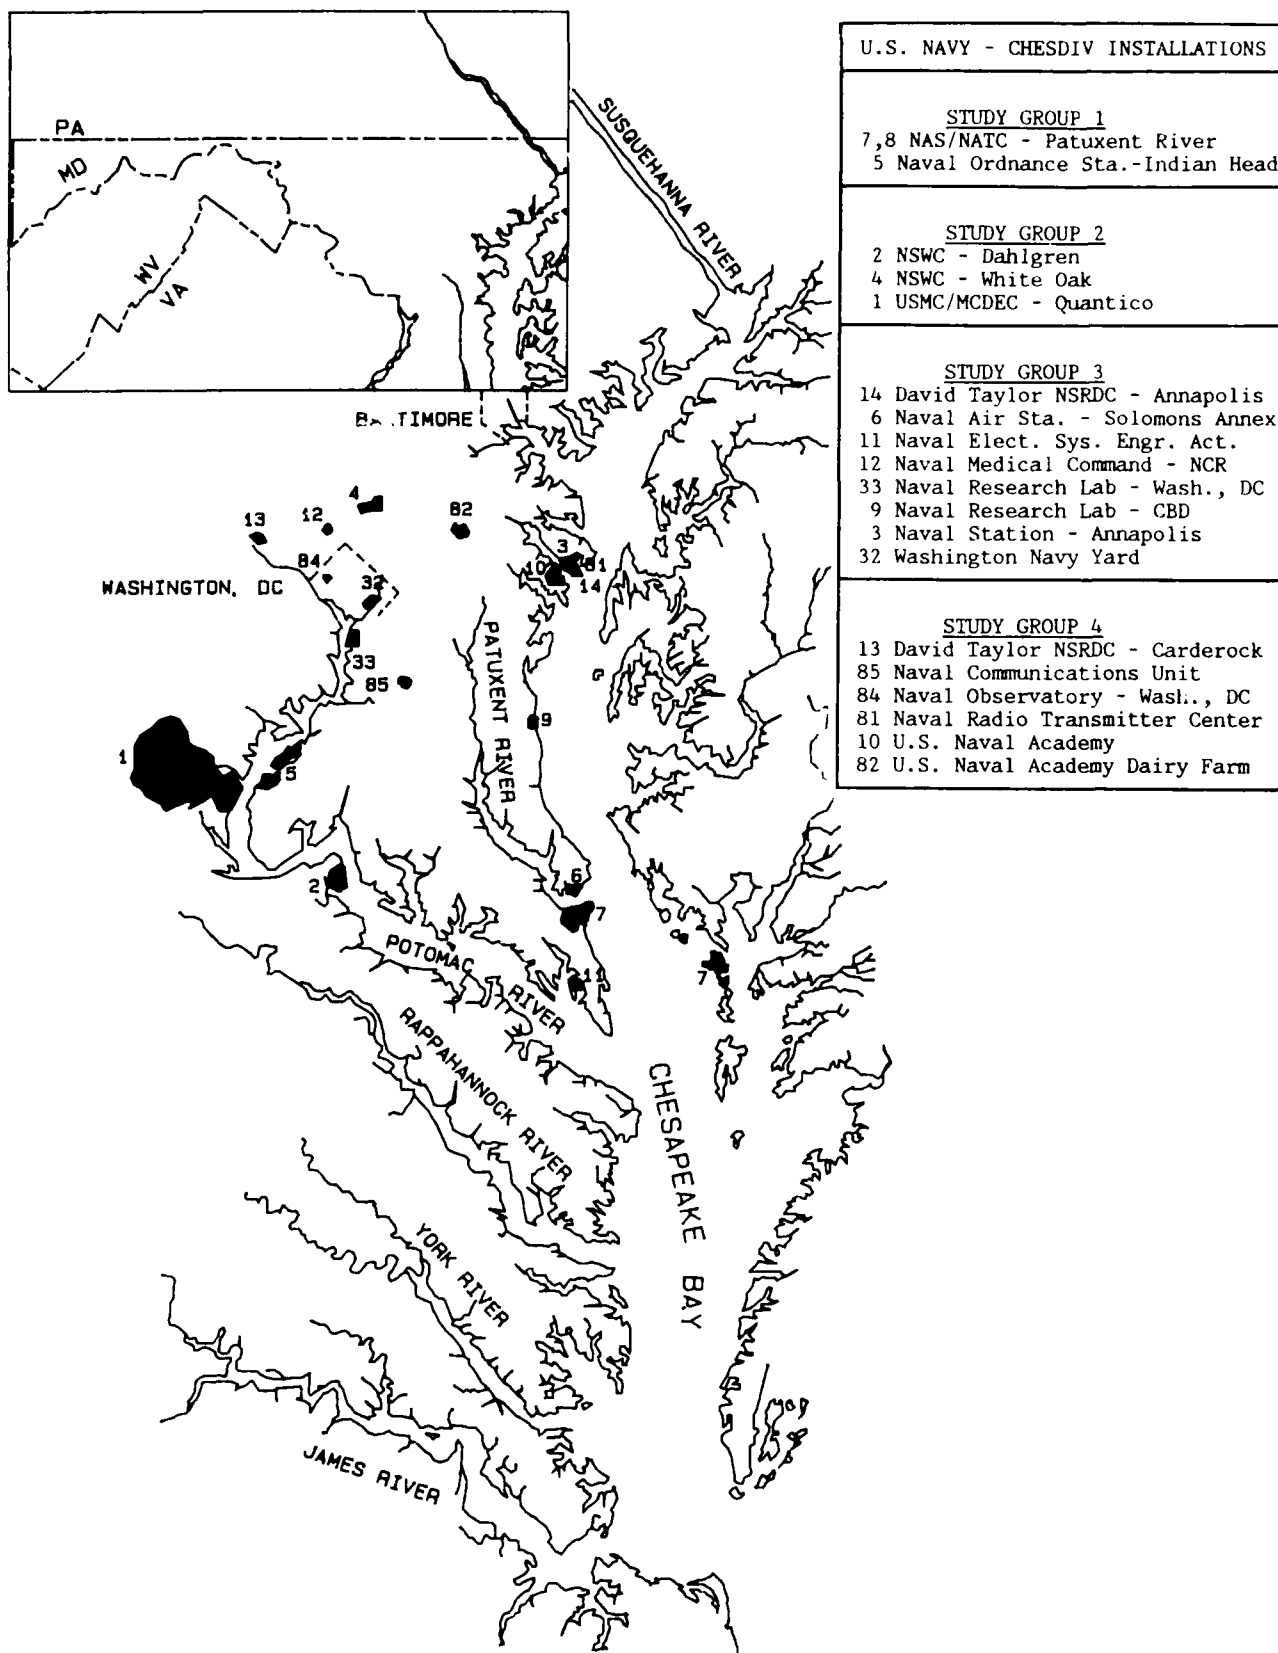 PA
MD
WV
VA
SUSQUEHANNA RIVER
TIMORE
4
82
13
12
84
WASHINGTON, DC
32
3
81
10
14
33
85
PATUXENT RIVER
9
1
5
2
6
7
POTOMAC RIVER
11
7
RAPPAHANNOCK RIVER
CHESAPEAKE BAY
YORK RIVER
JAMES RIVER
U.S. NAVY - CHESDIV INSTALLATIONS
STUDY GROUP 1
7,8 NAS/NATC - Patuxent River
5 Naval Ordnance Sta.-Indian Head
STUDY GROUP 2
2 NSWC - Dahlgren
4 NSWC - White Oak
1 USMC/MCDEC - Quantico
STUDY GROUP 3
14 David Taylor NSRDC - Annapolis
6 Naval Air Sta. - Solomons Annex
11 Naval Elect. Sys. Engr. Act.
12 Naval Medical Command - NCR
33 Naval Research Lab - Wash., DC
9 Naval Research Lab - CBD
3 Naval Station - Annapolis
32 Washington Navy Yard
STUDY GROUP 4
13 David Taylor NSRDC - Carderock
85 Naval Communications Unit
84 Naval Observatory - Wash., DC
81 Naval Radio Transmitter Center
10 U.S. Naval Academy
82 U.S. Naval Academy Dairy Farm